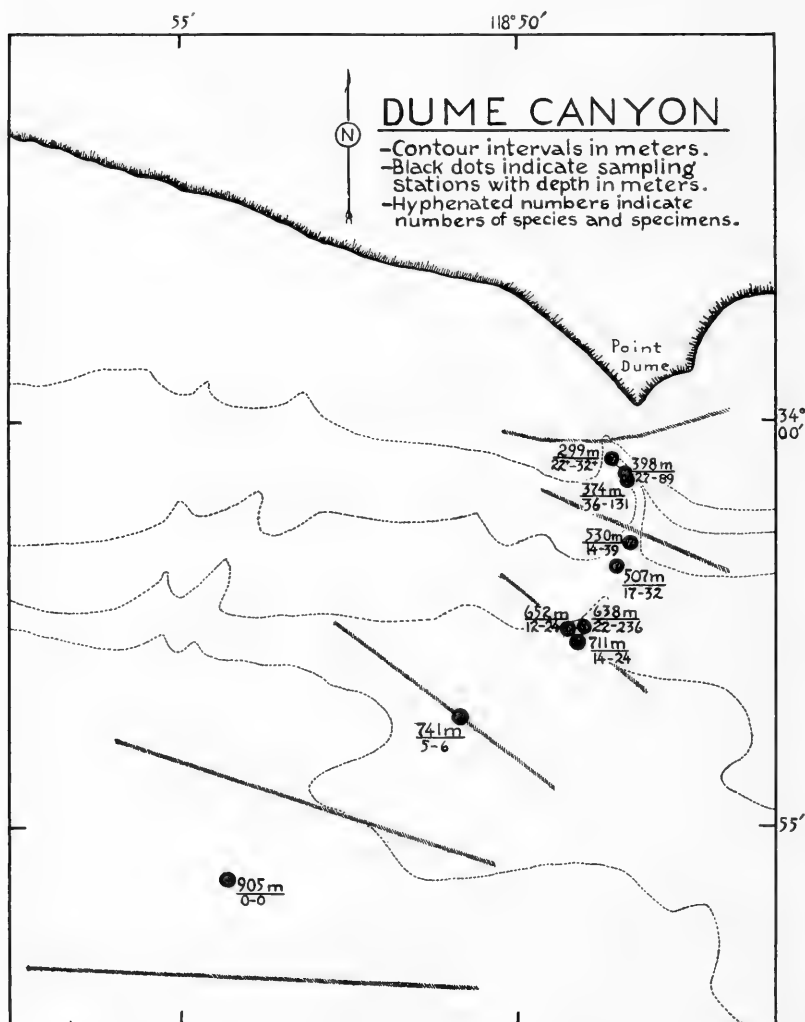 55'
118° 50'
DUME CANYON
-Contour intervals in meters.
-Black dots indicate sampling
stations with depth in meters.
-Hyphenated numbers indicate
numbers of species and specimens.
N
Point
Dume
34°
00'
299m
22+-32+
398m
27-89
374m
36-131
530m
14-39
507m
17-32
652m
12-24
638m
22-236
711m
14-24
741m
5-6
55'
905m
0-0